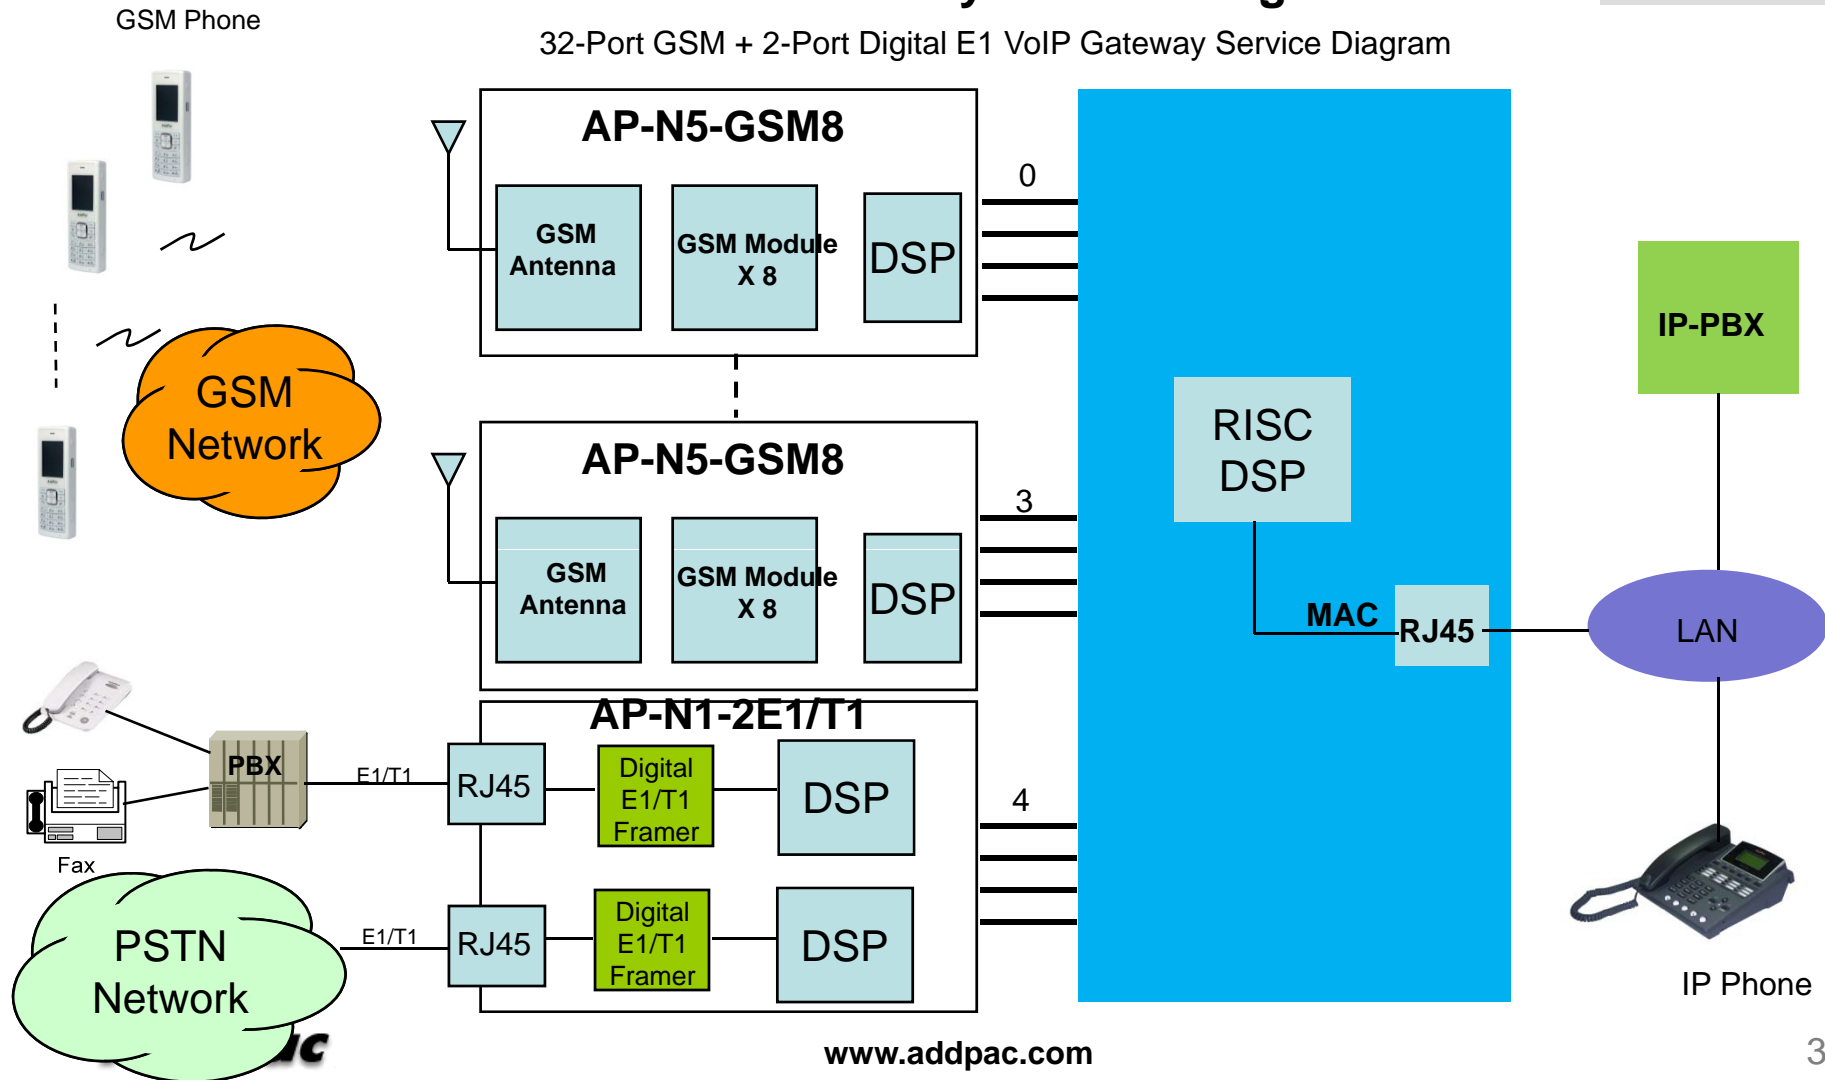 GSM Phone
32-Port GSM + 2-Port Digital E1 VoIP Gateway Service Diagram
AP-N5-GSM8
GSM
Antenna
GSM Module
X 8
DSP
0
GSM
Network
AP-N5-GSM8
GSM
Antenna
GSM Module
X 8
DSP
3
RISC
DSP
MAC
RJ45
IP-PBX
LAN
IP Phone
AP-N1-2E1/T1
PBX
E1/T1
RJ45
Digital
E1/T1
Framer
DSP
4
Fax
PSTN
Network
E1/T1
RJ45
Digital
E1/T1
Framer
DSP
www.addpac.com
3